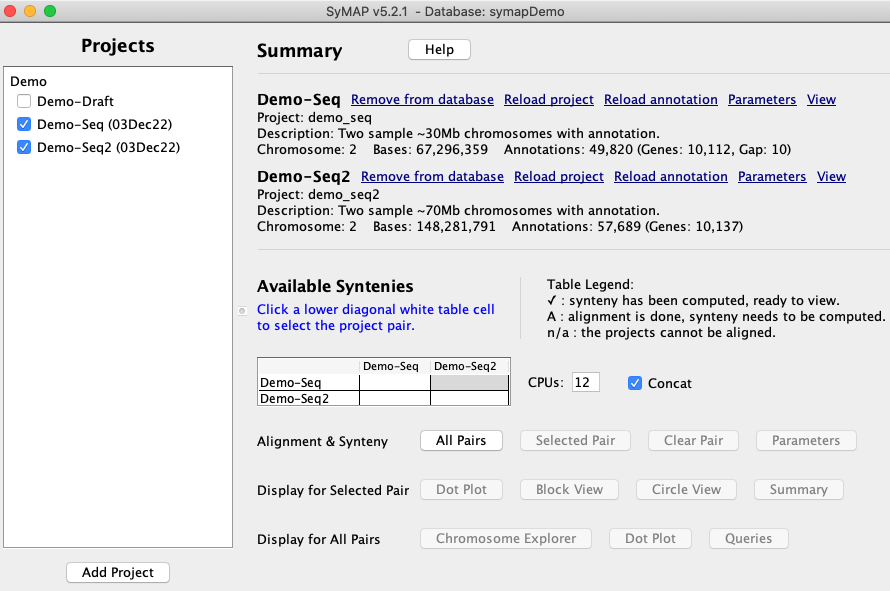 SyMAP v5.2.1 - Database: symapDemo
Projects
Demo
Demo-Draft
Demo-Seq (03Dec22)
Demo-Seq2 (03Dec22)
Add Project
Summary Help
Demo-Seq Remove from database Reload project Reload annotation Parameters View
Project: demo_seq
Description: Two sample ~30Mb chromosomes with annotation.
Chromosome: 2 Bases: 67,296,359 Annotations: 49,820 (Genes: 10,112, Gap: 10)
Demo-Seq2 Remove from database Reload project Reload annotation Parameters View
Project: demo_seq2
Description: Two sample ~70Mb chromosomes with annotation.
Chromosome: 2 Bases: 148,281,791 Annotations: 57,689 (Genes: 10,137)
Available Syntenies
Click a lower diagonal white table cell
to select the project pair.
Table Legend:
✓ : synteny has been computed, ready to view.
A : alignment is done, synteny needs to be computed.
n/a : the projects cannot be aligned.
Demo-Seq Demo-Seq2
Demo-Seq
Demo-Seq2
CPUs: 12 Concat
Alignment & Synteny All Pairs Selected Pair Clear Pair Parameters
Display for Selected Pair Dot Plot Block View Circle View Summary
Display for All Pairs Chromosome Explorer Dot Plot Queries